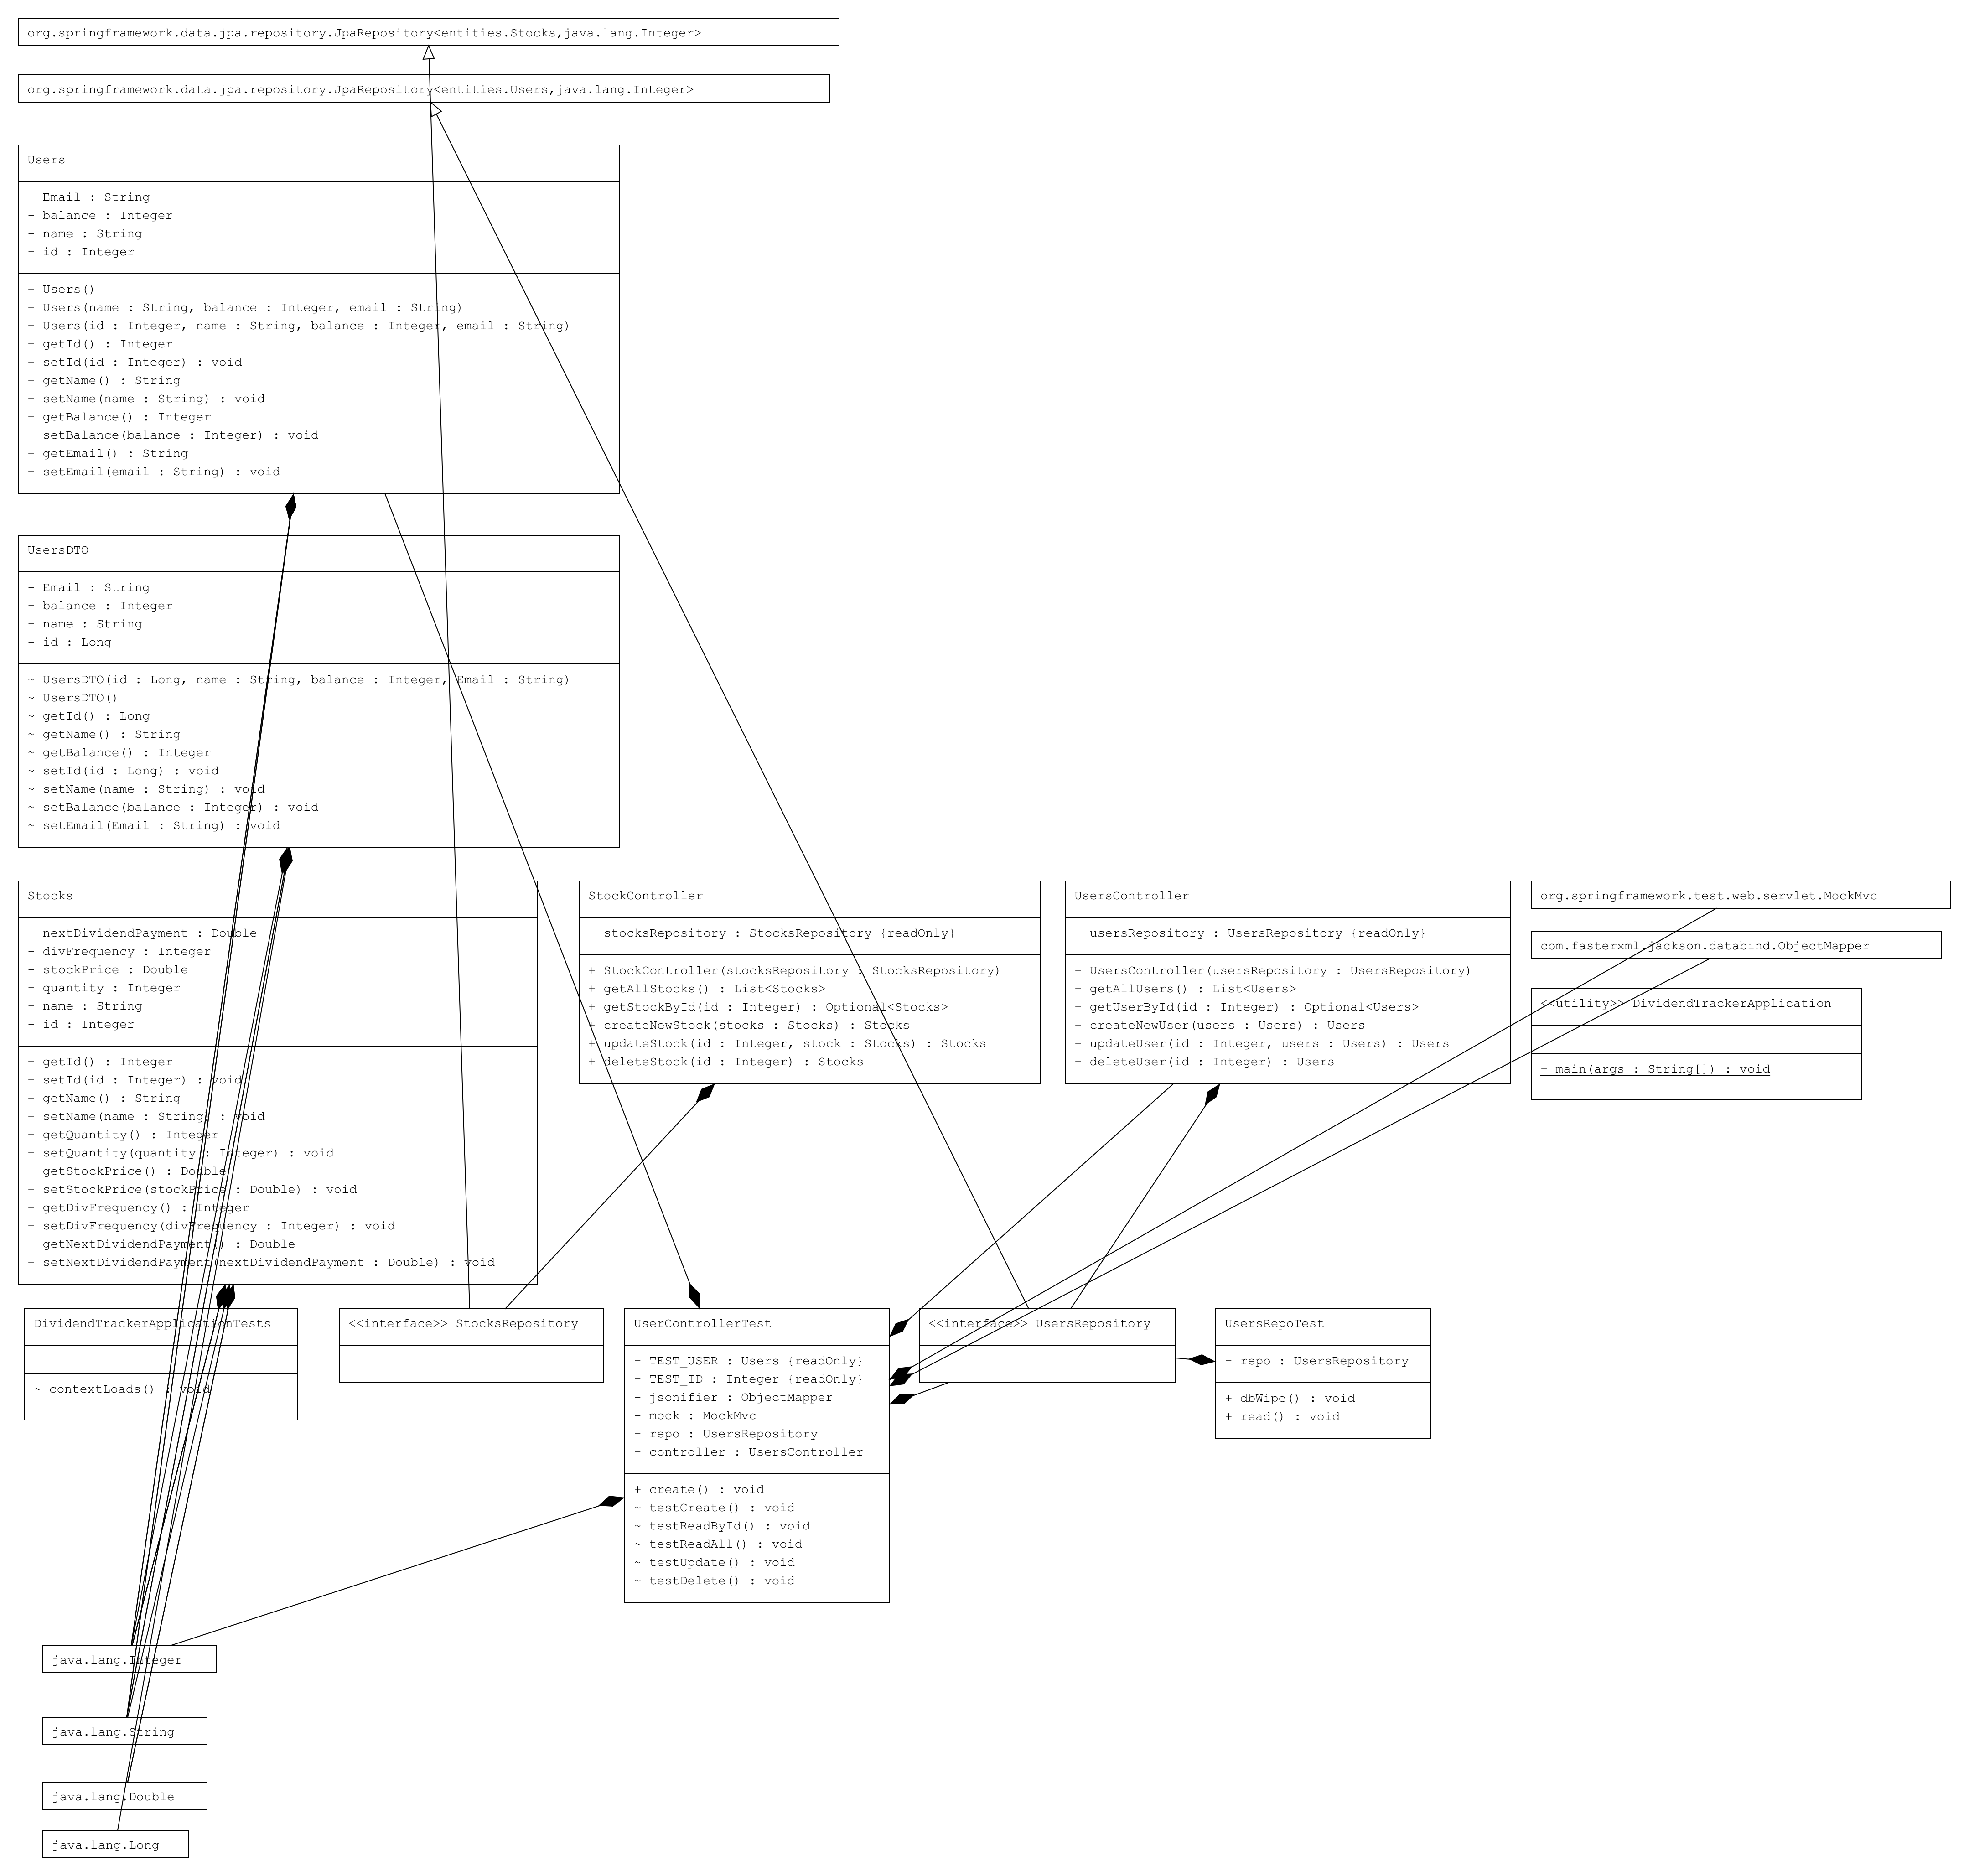 org.springframework.data.jpa.repository.JpaRepository<entities.Stocks,java.lang.Integer>
org.springframework.data.jpa.repository.JpaRepository<entities.Users,java.lang.Integer>
Users
- Email : String
- balance : Integer
- name : String
- id : Integer
+ Users()
+ Users(name : String, balance : Integer, email : String)
+ Users(id : Integer, name : String, balance : Integer, email : String)
+ getId() : Integer
+ setId(id : Integer) : void
+ getName() : String
+ setName(name : String) : void
+ getBalance() : Integer
+ setBalance(balance : Integer) : void
+ getEmail() : String
+ setEmail(email : String) : void
UsersDTO
- Email : String
- balance : Integer
- name : String
- id : Long
~ UsersDTO(id : Long, name : String, balance : Integer, Email : String)
~ UsersDTO()
~ getId() : Long
~ getName() : String
~ getBalance() : Integer
~ setId(id : Long) : void
~ setName(name : String) : void
~ setBalance(balance : Integer) : void
~ setEmail(Email : String) : void
Stocks
- nextDividendPayment : Double
- divFrequency : Integer
- stockPrice : Double
- quantity : Integer
- name : String
- id : Integer
+ getId() : Integer
+ setId(id : Integer) : void
+ getName() : String
+ setName(name : String) : void
+ getQuantity() : Integer
+ setQuantity(quantity : Integer) : void
+ getStockPrice() : Double
+ setStockPrice(stockPrice : Double) : void
+ getDivFrequency() : Integer
+ setDivFrequency(divFrequency : Integer) : void
+ getNextDividendPayment() : Double
+ setNextDividendPayment(nextDividendPayment : Double) : void
StockController
- stocksRepository : StocksRepository {readOnly}
+ StockController(stocksRepository : StocksRepository)
+ getAllStocks() : List<Stocks>
+ getStockById(id : Integer) : Optional<Stocks>
+ createNewStock(stocks : Stocks) : Stocks
+ updateStock(id : Integer, stock : Stocks) : Stocks
+ deleteStock(id : Integer) : Stocks
UsersController
- usersRepository : UsersRepository {readOnly}
+ UsersController(usersRepository : UsersRepository)
+ getAllUsers() : List<Users>
+ getUserById(id : Integer) : Optional<Users>
+ createNewUser(users : Users) : Users
+ updateUser(id : Integer, users : Users) : Users
+ deleteUser(id : Integer) : Users
org.springframework.test.web.servlet.MockMvc
com.fasterxml.jackson.databind.ObjectMapper
<<utility>> DividendTrackerApplication
+ main(args : String[]) : void
DividendTrackerApplicationTests
~ contextLoads() : void
<<interface>> StocksRepository
UserControllerTest
- TEST_USER : Users {readOnly}
- TEST_ID : Integer {readOnly}
- jsonifier : ObjectMapper
- mock : MockMvc
- repo : UsersRepository
- controller : UsersController
+ create() : void
~ testCreate() : void
~ testReadById() : void
~ testReadAll() : void
~ testUpdate() : void
~ testDelete() : void
<<interface>> UsersRepository
UsersRepoTest
- repo : UsersRepository
+ dbWipe() : void
+ read() : void
java.lang.Integer
java.lang.String
java.lang.Double
java.lang.Long